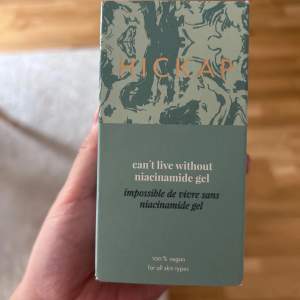 HICKAP
can't live without
niacinamide gel
impossible de vivre sans
niacinamide gel
100% vegan
for all skin types